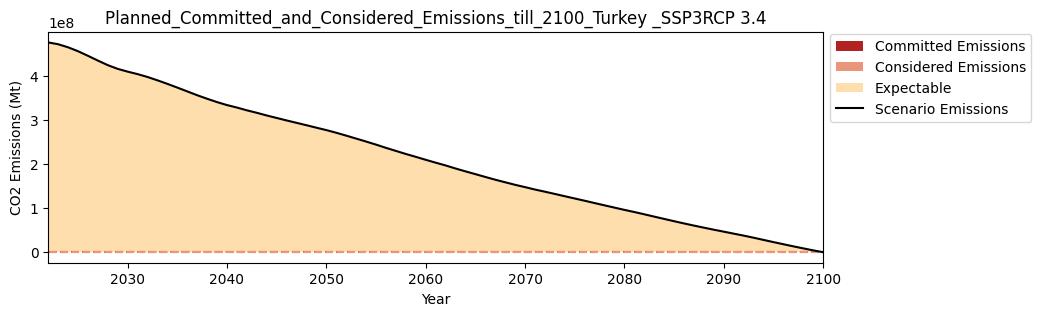 Planned_Committed_and_Considered_Emissions_till_2100_Turkey _SSP3RCP 3.4
1e8
CO2 Emissions (Mt)
4
3
2
1
0
2030 2040 2050 2060 2070 2080 2090 2100
Year
Committed Emissions
Considered Emissions
Expectable
Scenario Emissions